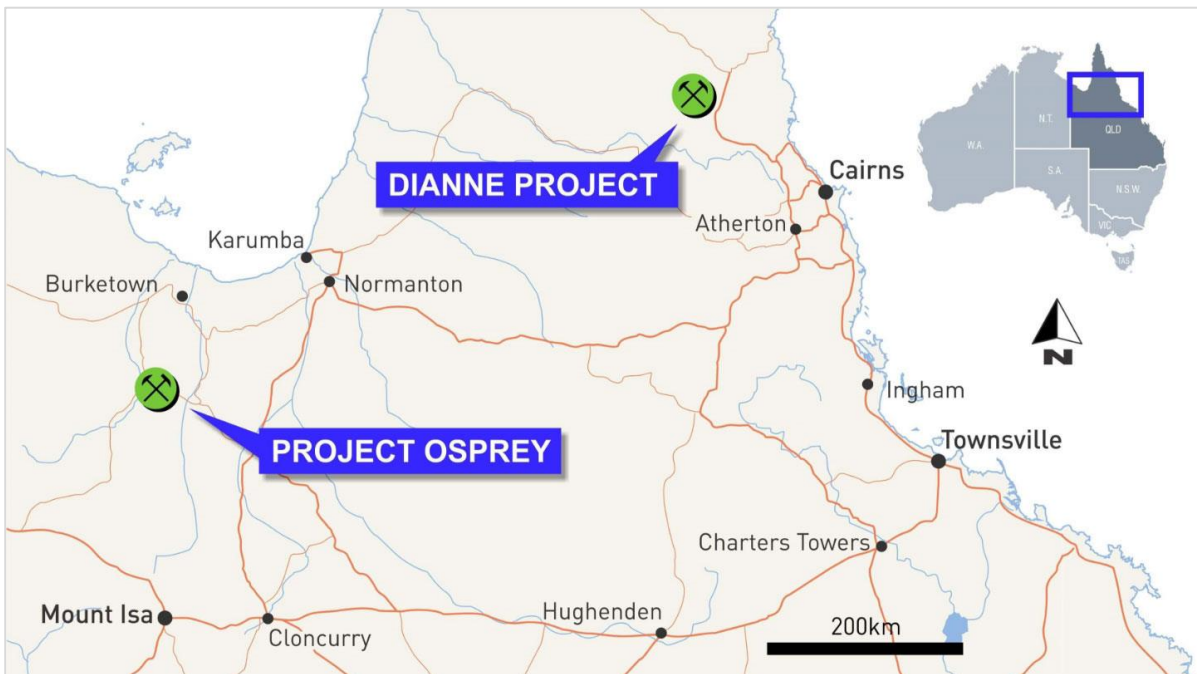 DIANNE PROJECT
Cairns
Atherton
Karumba
Burketown
Normanton
Ingham
PROJECT OSPREY
Townsville
Charters Towers
Mount Isa
Cloncurry
Hughenden
200km
N
W.A.
N.T.
QLD
S.A.
N.S.W.
VIC
TAS